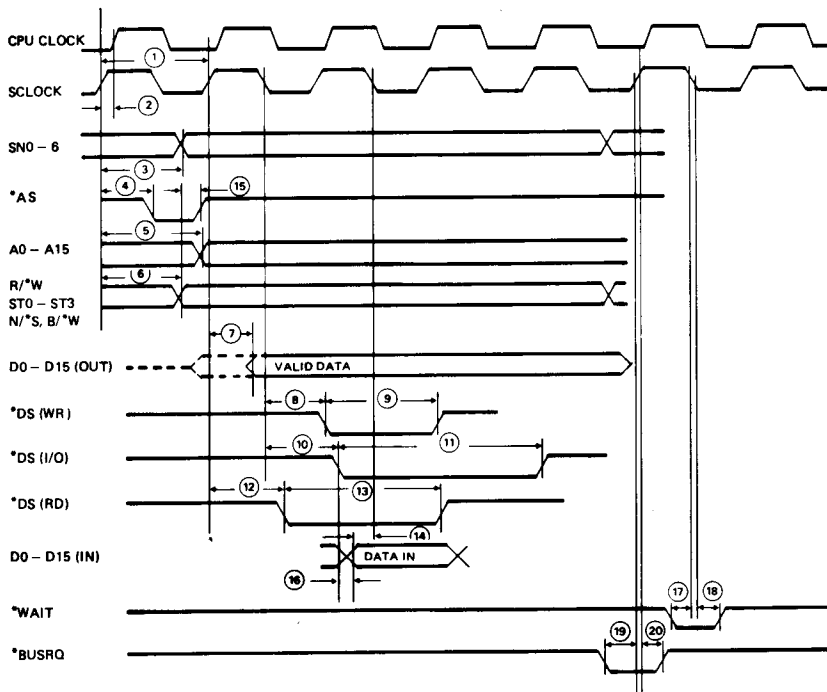 CPU CLOCK
1
SCLOCK
2
SN0 – 6
3
4
15
*AS
5
A0 – A15
6
R/*W
ST0 – ST3
N/*S, B/*W
7
D0 – D15 (OUT)
VALID DATA
8
9
*DS (WR)
10
11
*DS (I/O)
12
13
*DS (RD)
14
D0 – D15 (IN)
DATA IN
16
17
18
*WAIT
19
20
*BUSRQ